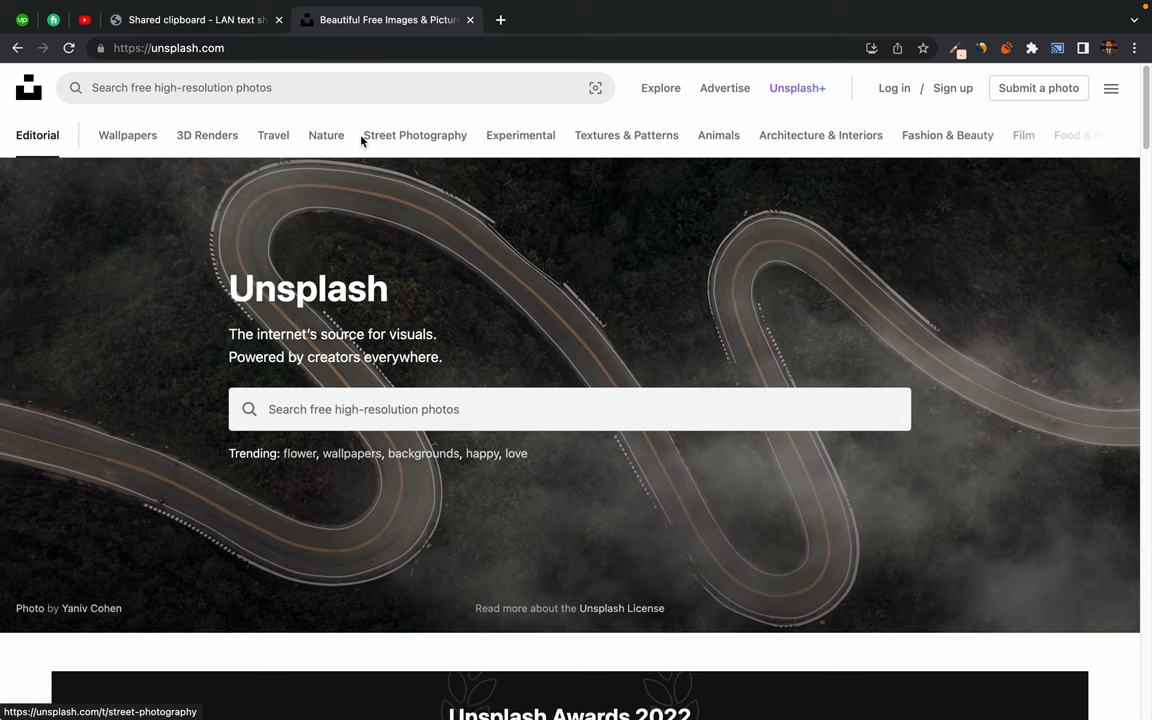 up
fi
Shared clipboard - LAN text sh
Beautiful Free Images & Picture
https://unsplash.com
Search free high-resolution photos
Explore
Advertise
Unsplash+
Log in / Sign up
Submit a photo
Editorial
Wallpapers
3D Renders
Travel
Nature
Street Photography
Experimental
Textures & Patterns
Animals
Architecture & Interiors
Fashion & Beauty
Film
Food & D
Unsplash
The internet's source for visuals.
Powered by creators everywhere.
Search free high-resolution photos
Trending: flower, wallpapers, backgrounds, happy, love
Photo by Yaniv Cohen
Read more about the Unsplash License
Unsplash Awards 2022
https://unsplash.com/t/street-photography